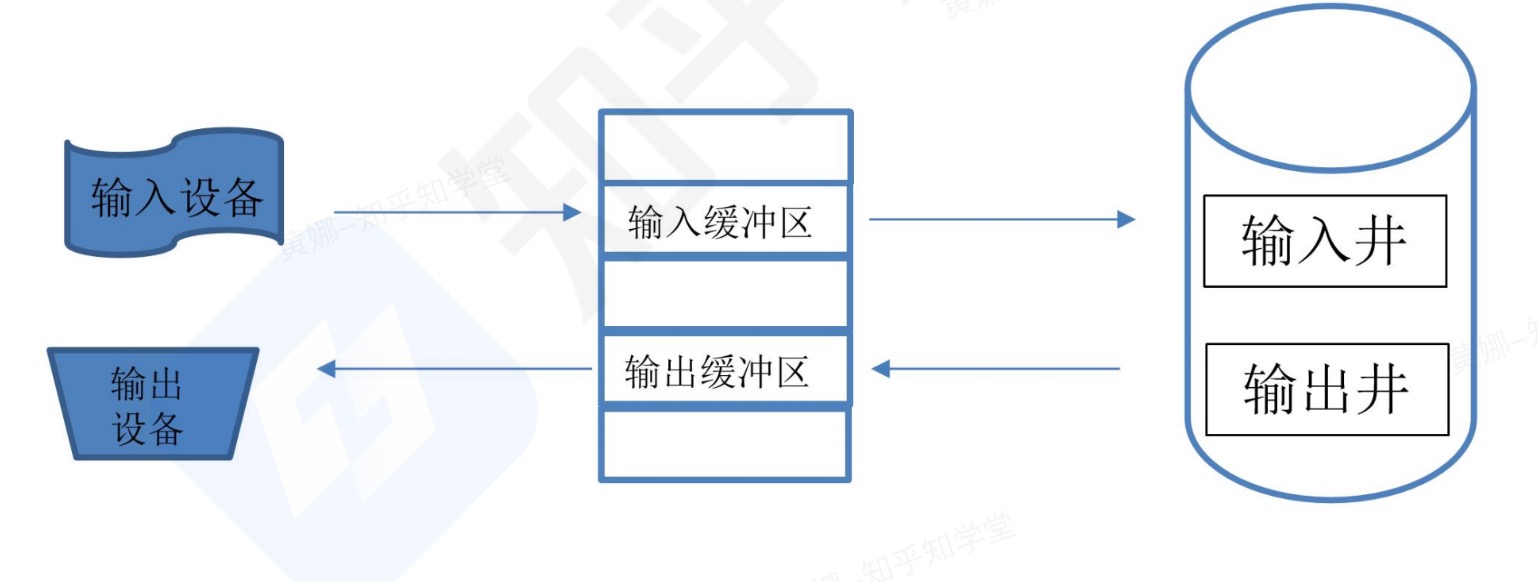 黄娜-知乎知学堂
知乎
输入设备
输入缓冲区
输入井
输出
设备
输出缓冲区
输出井
黄娜-知
-知乎知学堂